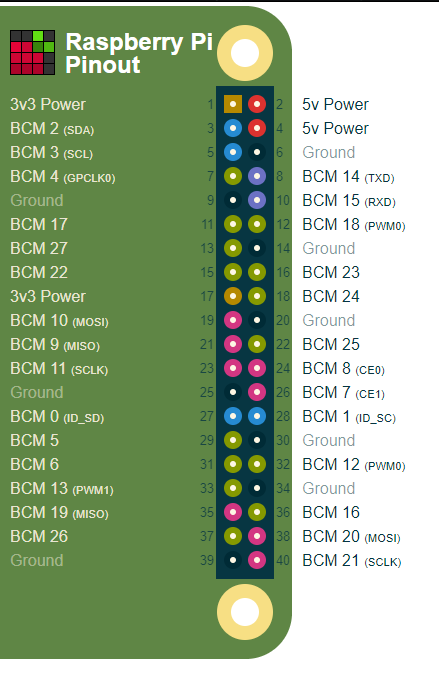 Raspberry Pi
Pinout
3v3 Power 1 2 5v Power
BCM 2 (SDA) 3 4 5v Power
BCM 3 (SCL) 5 6 Ground
BCM 4 (GPCLK0) 7 8 BCM 14 (TXD)
Ground 9 10 BCM 15 (RXD)
BCM 17 11 12 BCM 18 (PWM0)
BCM 27 13 14 Ground
BCM 22 15 16 BCM 23
3v3 Power 17 18 BCM 24
BCM 10 (MOSI) 19 20 Ground
BCM 9 (MISO) 21 22 BCM 25
BCM 11 (SCLK) 23 24 BCM 8 (CE0)
Ground 25 26 BCM 7 (CE1)
BCM 0 (ID_SD) 27 28 BCM 1 (ID_SC)
BCM 5 29 30 Ground
BCM 6 31 32 BCM 12 (PWM0)
BCM 13 (PWM1) 33 34 Ground
BCM 19 (MISO) 35 36 BCM 16
BCM 26 37 38 BCM 20 (MOSI)
Ground 39 40 BCM 21 (SCLK)